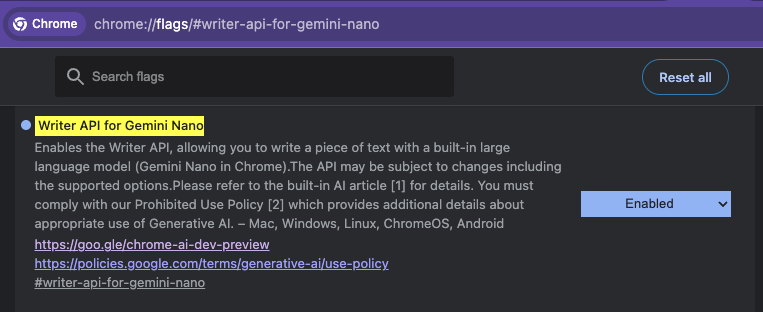 Chrome chrome://flags/#writer-api-for-gemini-nano
Search flags
Reset all
Writer API for Gemini Nano
Enables the Writer API, allowing you to write a piece of text with a built-in large
language model (Gemini Nano in Chrome).The API may be subject to changes including
the supported options.Please refer to the built-in AI article [1] for details. You must
comply with our Prohibited Use Policy [2] which provides additional details about
appropriate use of Generative AI. – Mac, Windows, Linux, ChromeOS, Android
Enabled
https://goo.gle/chrome-ai-dev-preview
https://policies.google.com/terms/generative-ai/use-policy
#writer-api-for-gemini-nano